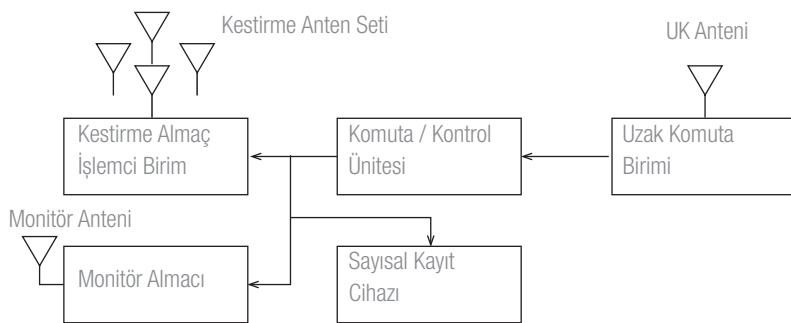 Kestirme Anten Seti
UK Anteni
Kestirme Almaç
İşlemci Birim
Komuta / Kontrol
Ünitesi
Uzak Komuta
Birimi
Monitör Anteni
Monitör Almacı
Sayısal Kayıt
Cihazı